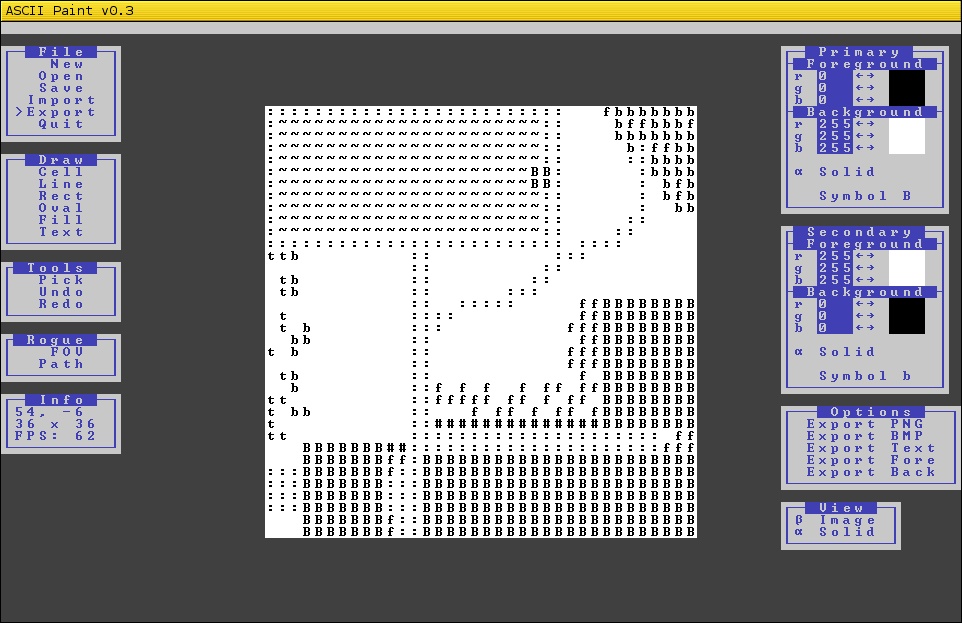 ASCII Paint v0.3
File
New
Open
Save
Import
>Export
Quit
Draw
Cell
Line
Rect
Oval
Fill
Text
Tools
Pick
Undo
Redo
Rogue
FOV
Path
Info
54, -6
36 x 36
FPS: 62
Primary
Foreground
r 0 ↔
g 0 ↔
b 0 ↔
Background
r 255 ↔
g 255 ↔
b 255 ↔
α Solid
Symbol B
Secondary
Foreground
r 255 ↔
g 255 ↔
b 255 ↔
Background
r 0 ↔
g 0 ↔
b 0 ↔
α Solid
Symbol b
Options
Export PNG
Export BMP
Export Text
Export Fore
Export Back
View
β Image
α Solid